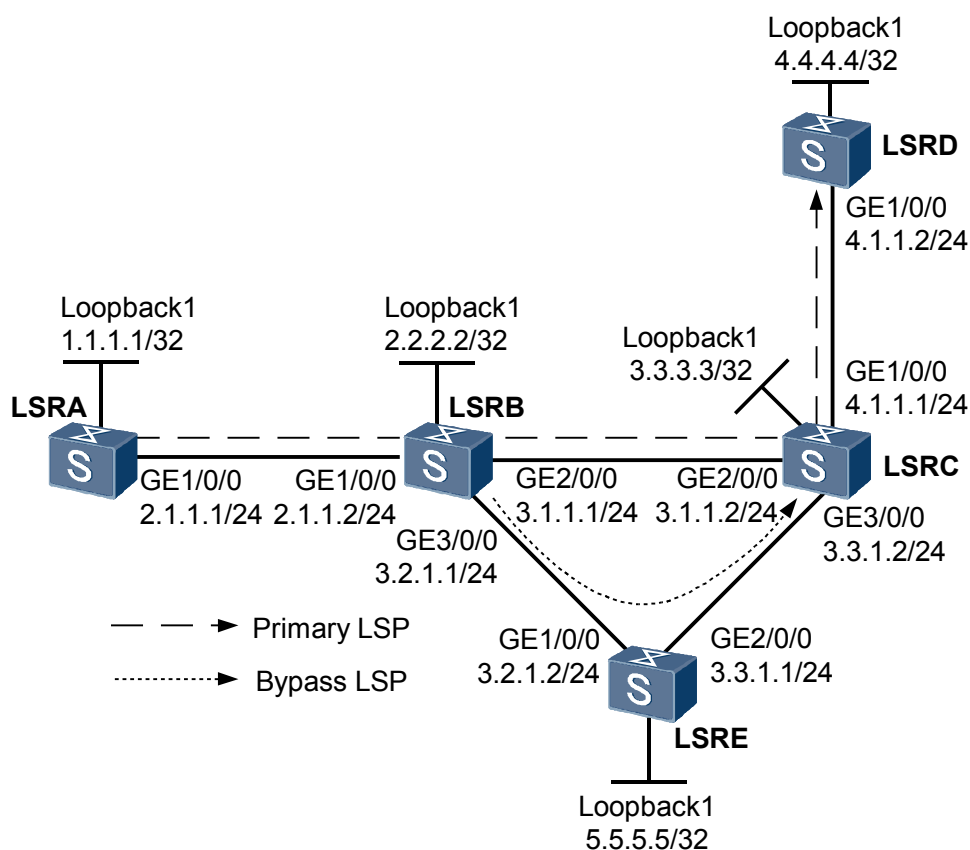 Loopback1
4.4.4.4/32
S
LSRD
GE1/0/0
4.1.1.2/24
Loopback1
1.1.1.1/32
Loopback1
2.2.2.2/32
Loopback1
3.3.3.3/32
GE1/0/0
4.1.1.1/24
LSRA
S
LSRB
S
S
LSRC
GE1/0/0
2.1.1.1/24
GE1/0/0
2.1.1.2/24
GE2/0/0
3.1.1.1/24
GE2/0/0
3.1.1.2/24
GE3/0/0
3.3.1.2/24
GE3/0/0
3.2.1.1/24
Primary LSP
Bypass LSP
GE1/0/0
3.2.1.2/24
GE2/0/0
3.3.1.1/24
S
LSRE
Loopback1
5.5.5.5/32